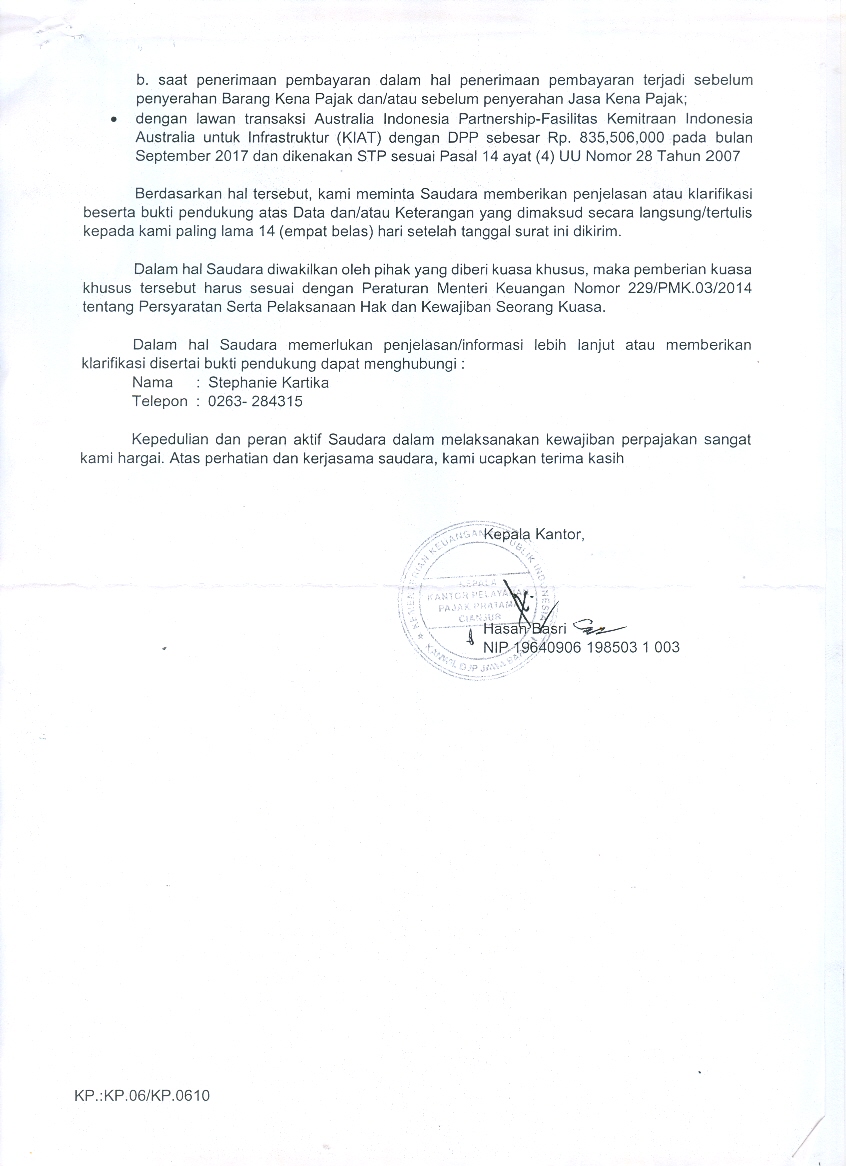 b. saat penerimaan pembayaran dalam hal penerimaan pembayaran terjadi sebelum
penyerahan Barang Kena Pajak dan/atau sebelum penyerahan Jasa Kena Pajak;
• dengan lawan transaksi Australia Indonesia Partnership-Fasilitas Kemitraan Indonesia
Australia untuk Infrastruktur (KIAT) dengan DPP sebesar Rp. 835,506,000 pada bulan
September 2017 dan dikenakan STP sesuai Pasal 14 ayat (4) UU Nomor 28 Tahun 2007
Berdasarkan hal tersebut, kami meminta Saudara memberikan penjelasan atau klarifikasi
beserta bukti pendukung atas Data dan/atau Keterangan yang dimaksud secara langsung/tertulis
kepada kami paling lama 14 (empat belas) hari setelah tanggal surat ini dikirim.
Dalam hal Saudara diwakilkan oleh pihak yang diberi kuasa khusus, maka pemberian kuasa
khusus tersebut harus sesuai dengan Peraturan Menteri Keuangan Nomor 229/PMK.03/2014
tentang Persyaratan Serta Pelaksanaan Hak dan Kewajiban Seorang Kuasa.
Dalam hal Saudara memerlukan penjelasan/informasi lebih lanjut atau memberikan
klarifikasi disertai bukti pendukung dapat menghubungi :
Nama : Stephanie Kartika
Telepon : 0263- 284315
Kepedulian dan peran aktif Saudara dalam melaksanakan kewajiban perpajakan sangat
kami hargai. Atas perhatian dan kerjasama saudara, kami ucapkan terima kasih
Kepala Kantor,
KEPALA
KANTOR PELAYANAN
PAJAK PRATAMA
CIANJUR
Hasan Basri
NIP 19640906 198503 1 003
KP.:KP.06/KP.0610